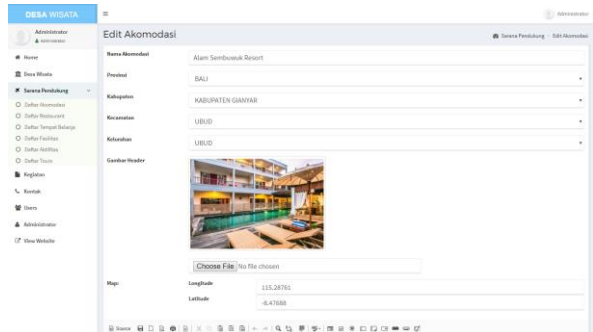 DESA WISATA
Administrator
Administrator
ADMINISTRATOR
Edit Akomodasi
Sarana Pendukung > Edit Akomodasi
Home
Desa Wisata
Sarana Pendukung
Daftar Akomodasi
Daftar Restaurant
Daftar Tempat Belanja
Daftar Fasilitas
Daftar Aktifitas
Daftar Tours
Kegiatan
Kontak
Users
Administrator
View Website
Nama Akomodasi
Alam Sembuwuk Resort
Provinsi
BALI
Kabupaten
KABUPATEN GIANYAR
Kecamatan
UBUD
Kelurahan
UBUD
Gambar Header
Choose File No file chosen
Map:
Longitude
115.28761
Latitude
-8.47688
Source